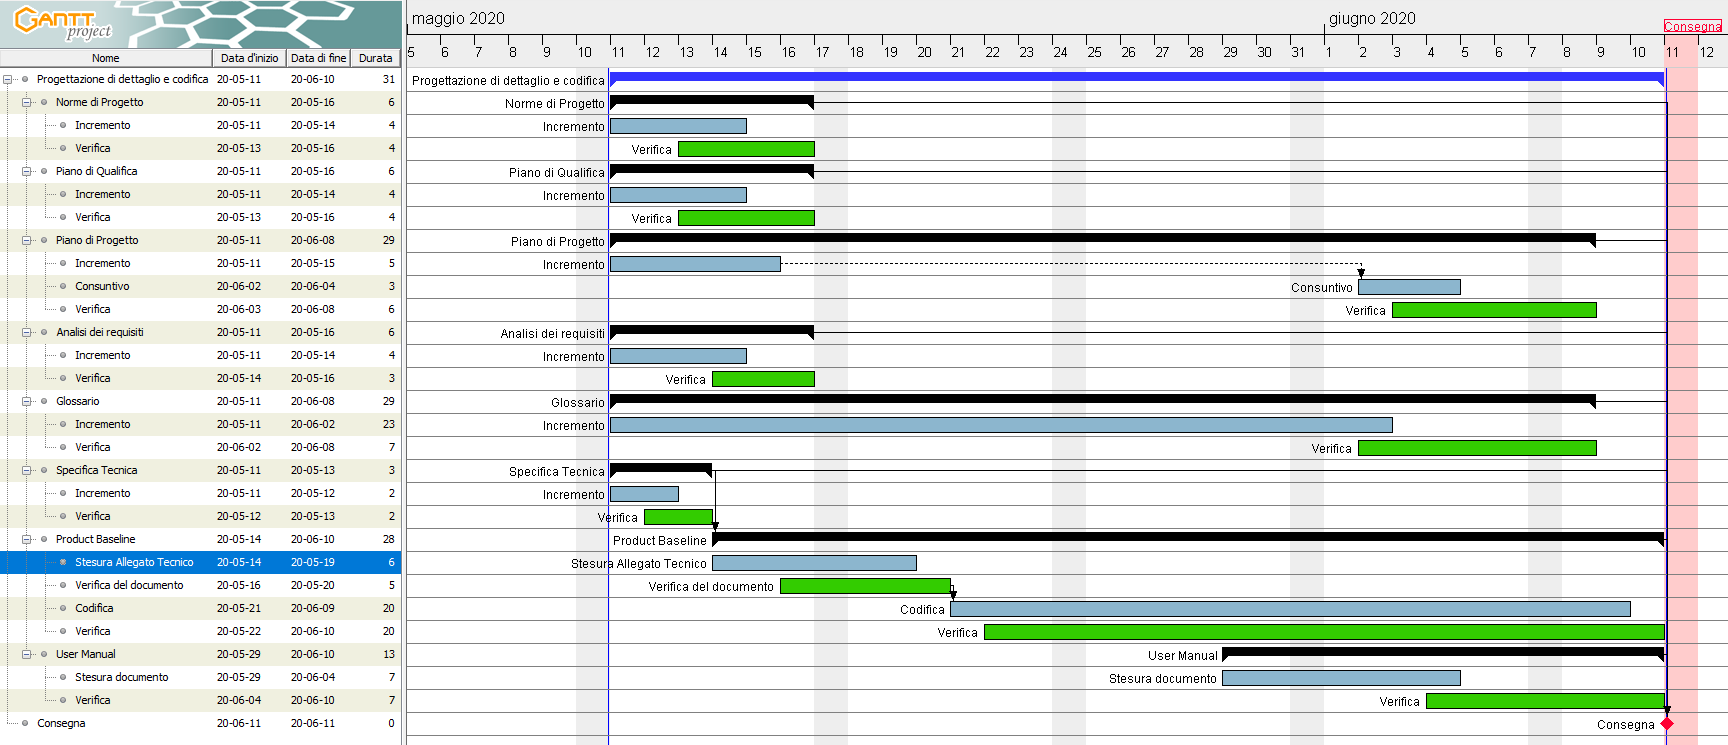 GANTT
project
maggio 2020
giugno 2020
Consegna
5 6 7 8 9 10 11 12 13 14 15 16 17 18 19 20 21 22 23 24 25 26 27 28 29 30 31 1 2 3 4 5 6 7 8 9 10 11 12
Nome Data d'inizio Data di fine Durata
Progettazione di dettaglio e codifica 20-05-11 20-06-10 31 Progettazione di dettaglio e codifica
Norme di Progetto 20-05-11 20-05-16 6 Norme di Progetto
Incremento 20-05-11 20-05-14 4 Incremento
Verifica 20-05-13 20-05-16 4 Verifica
Piano di Qualifica 20-05-11 20-05-16 6 Piano di Qualifica
Incremento 20-05-11 20-05-14 4 Incremento
Verifica 20-05-13 20-05-16 4 Verifica
Piano di Progetto 20-05-11 20-06-08 29 Piano di Progetto
Incremento 20-05-11 20-05-15 5 Incremento
Consuntivo 20-06-02 20-06-04 3 Consuntivo
Verifica 20-06-03 20-06-08 6 Verifica
Analisi dei requisiti 20-05-11 20-05-16 6 Analisi dei requisiti
Incremento 20-05-11 20-05-14 4 Incremento
Verifica 20-05-14 20-05-16 3 Verifica
Glossario 20-05-11 20-06-08 29 Glossario
Incremento 20-05-11 20-06-02 23 Incremento
Verifica 20-06-02 20-06-08 7 Verifica
Specifica Tecnica 20-05-11 20-05-13 3 Specifica Tecnica
Incremento 20-05-11 20-05-12 2 Incremento
Verifica 20-05-12 20-05-13 2 Verifica
Product Baseline 20-05-14 20-06-10 28 Product Baseline
Stesura Allegato Tecnico 20-05-14 20-05-19 6 Stesura Allegato Tecnico
Verifica del documento 20-05-16 20-05-20 5 Verifica del documento
Codifica 20-05-21 20-06-09 20 Codifica
Verifica 20-05-22 20-06-10 20 Verifica
User Manual 20-05-29 20-06-10 13 User Manual
Stesura documento 20-05-29 20-06-04 7 Stesura documento
Verifica 20-06-04 20-06-10 7 Verifica
Consegna 20-06-11 20-06-11 0 Consegna